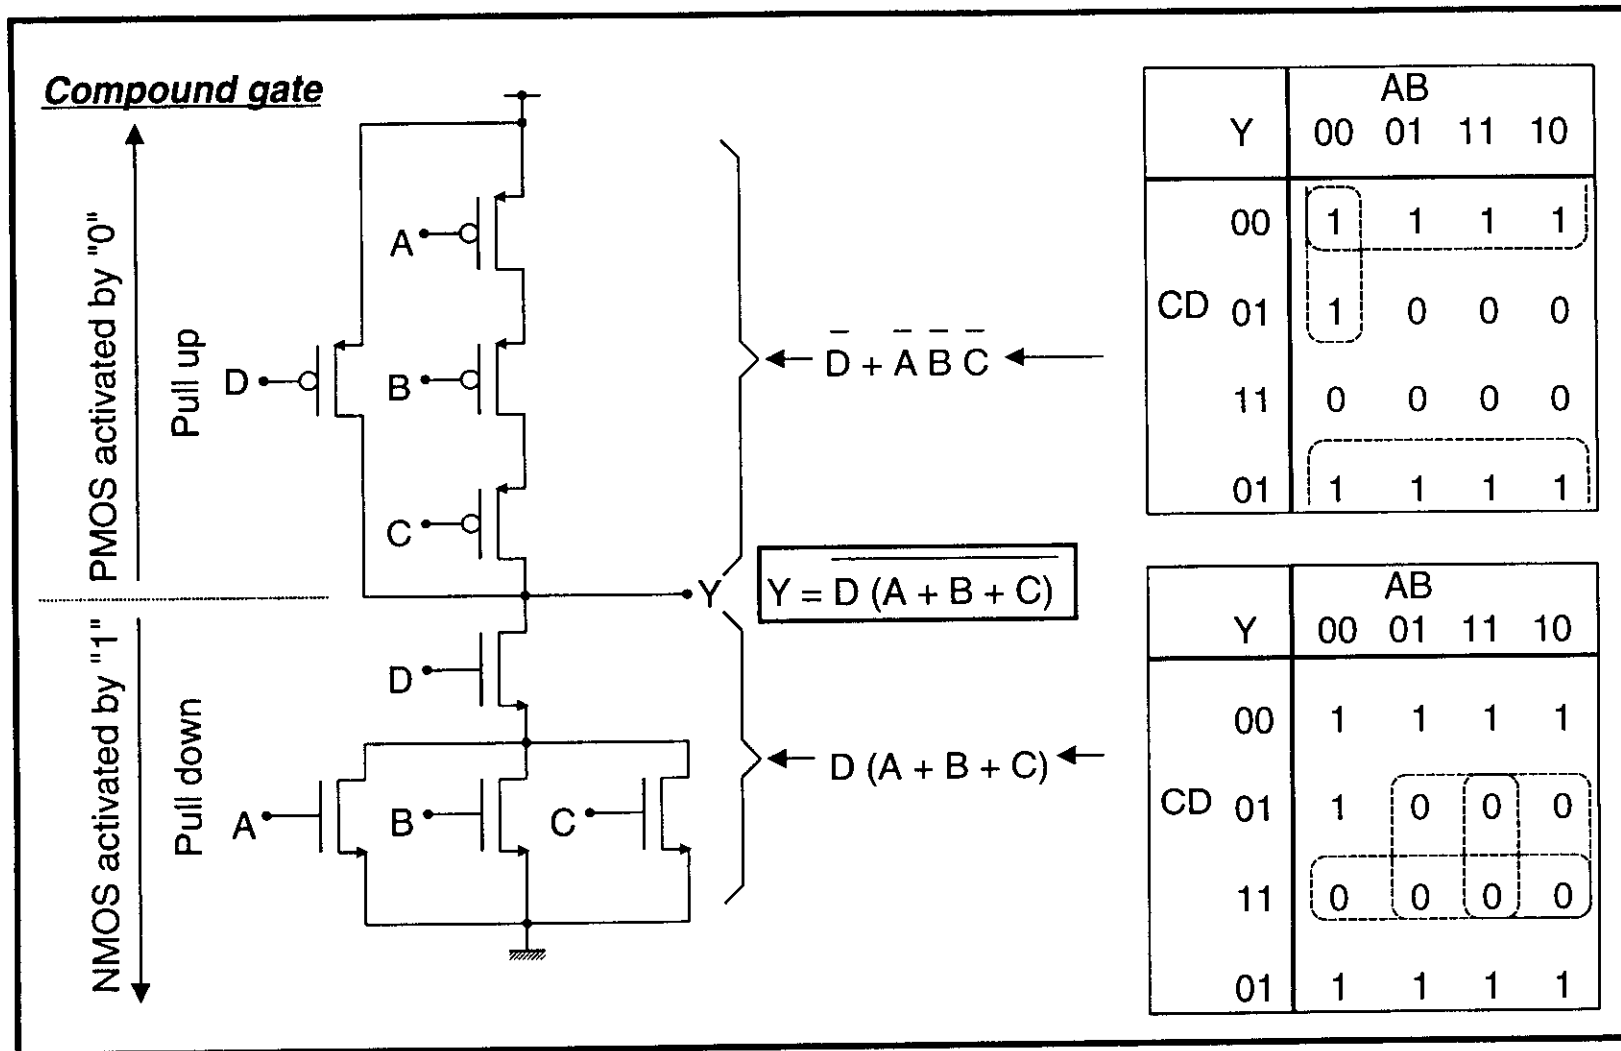 Compound gate
PMOS activated by "0"
Pull up
A
D
B
C
Y
NMOS activated by "1"
Pull down
D
A
B
C
D̅ + A̅ B̅ C̅
Y = \overline{D (A + B + C)}
D (A + B + C)
AB
Y 00 01 11 10
00 1 1 1 1
CD 01 1 0 0 0
11 0 0 0 0
01 1 1 1 1
AB
Y 00 01 11 10
00 1 1 1 1
CD 01 1 0 0 0
11 0 0 0 0
01 1 1 1 1